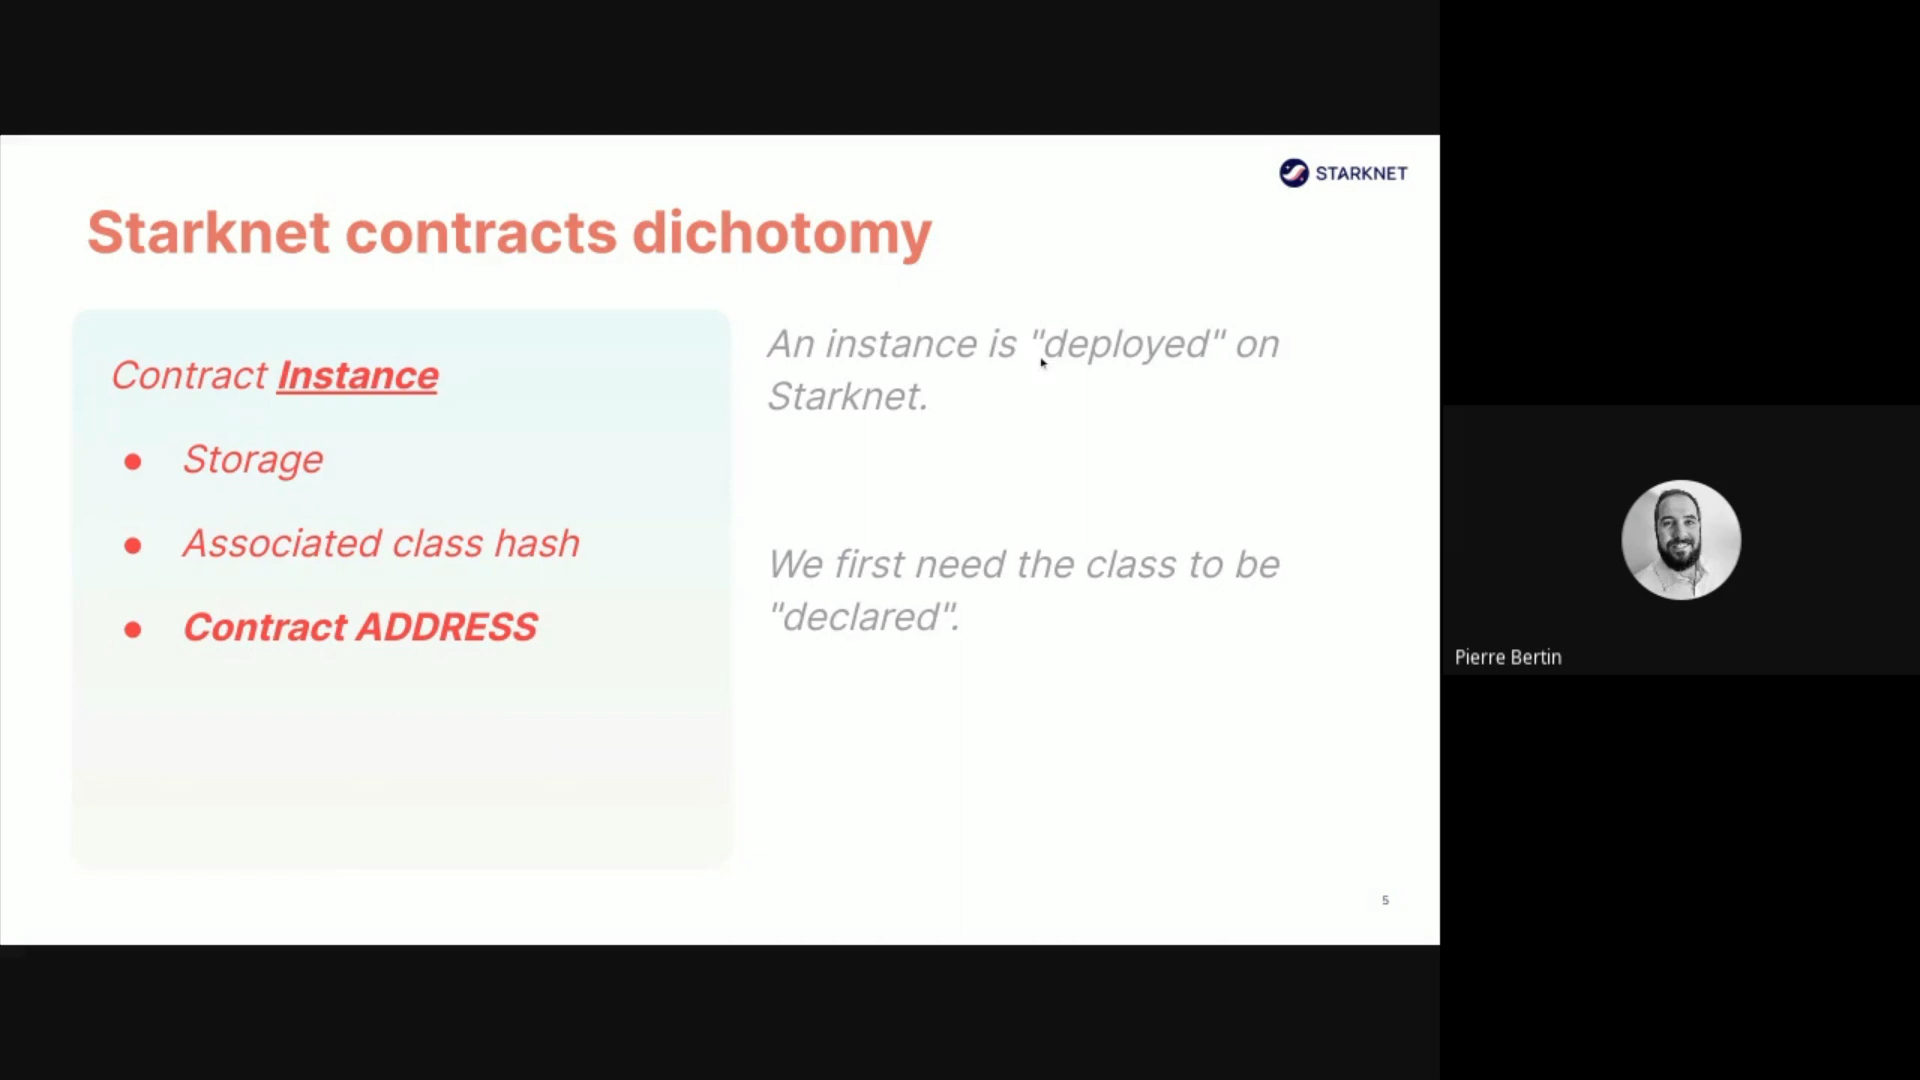 STARKNET
Starknet contracts dichotomy
Contract Instance
● Storage
● Associated class hash
● Contract ADDRESS
An instance is "deployed" on
Starknet.
We first need the class to be
"declared".
5
Pierre Bertin